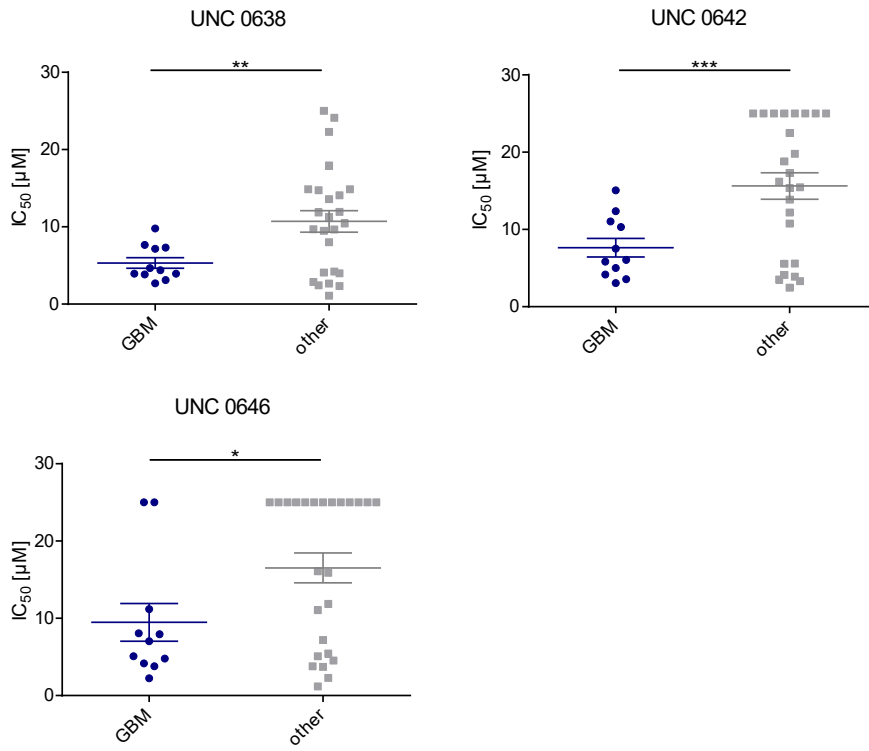 UNC 0638
**
30
20
10
0
IC50 [µM]
GBM
other
UNC 0642
***
30
20
10
0
IC50 [µM]
GBM
other
UNC 0646
*
30
20
10
0
IC50 [µM]
GBM
other